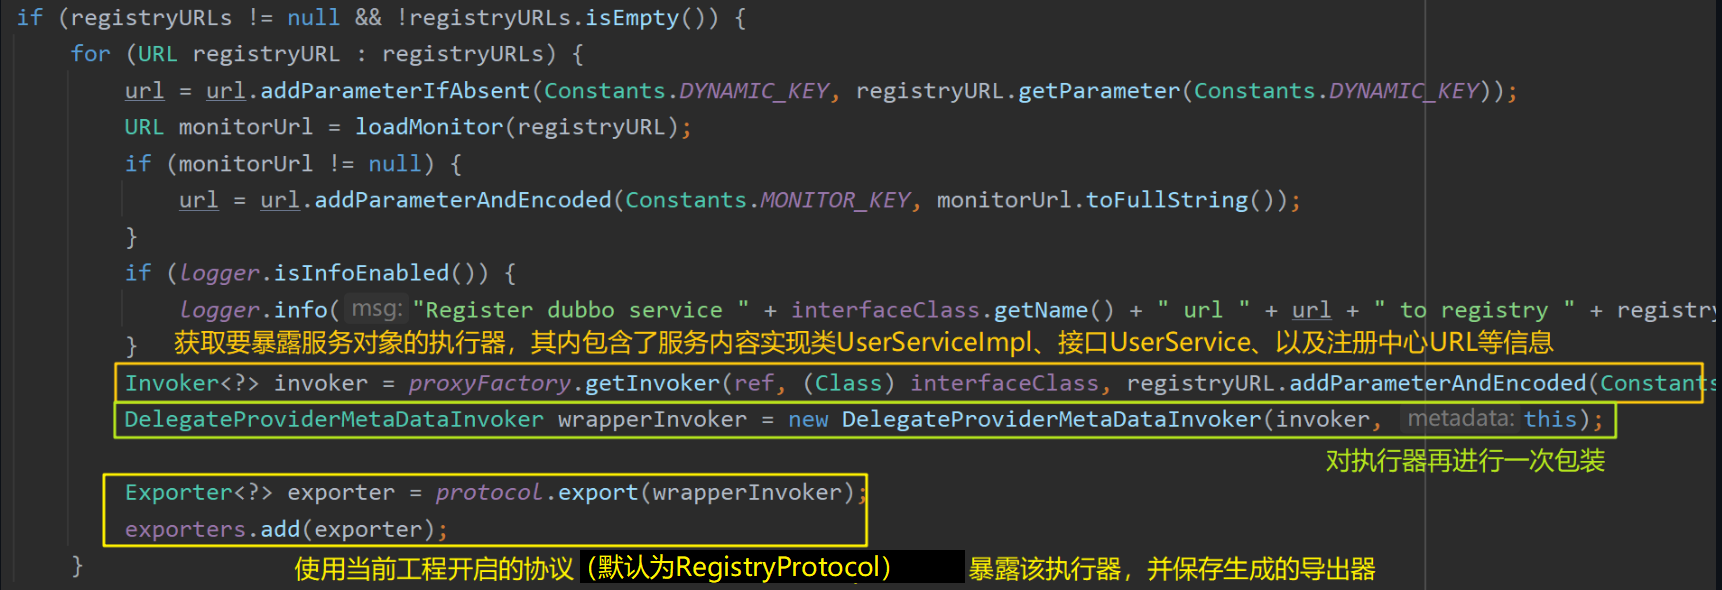 if (registryURLs != null && !registryURLs.isEmpty()) {
for (URL registryURL : registryURLs) {
url = url.addParameterIfAbsent(Constants.DYNAMIC_KEY, registryURL.getParameter(Constants.DYNAMIC_KEY));
URL monitorUrl = loadMonitor(registryURL);
if (monitorUrl != null) {
url = url.addParameterAndEncoded(Constants.MONITOR_KEY, monitorUrl.toFullString());
}
if (logger.isInfoEnabled()) {
logger.info( msg: "Register dubbo service " + interfaceClass.getName() + " url " + url + " to registry " + registry
} 获取要暴露服务对象的执行器，其内包含了服务内容实现类UserServiceImpl、接口UserService、以及注册中心URL等信息
Invoker<?> invoker = proxyFactory.getInvoker(ref, (Class) interfaceClass, registryURL.addParameterAndEncoded(Constants
DelegateProviderMetaDataInvoker wrapperInvoker = new DelegateProviderMetaDataInvoker(invoker, metadata: this);
对执行器再进行一次包装
Exporter<?> exporter = protocol.export(wrapperInvoker);
exporters.add(exporter);
} 使用当前工程开启的协议（默认为RegistryProtocol）暴露该执行器，并保存生成的导出器